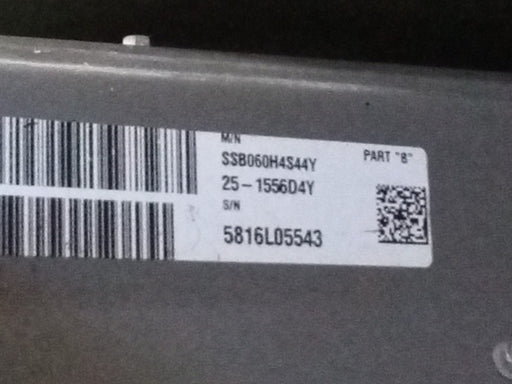 M/N
SSB060H4S44Y
PART "B"
25-1556D4Y
S/N
5816L05543